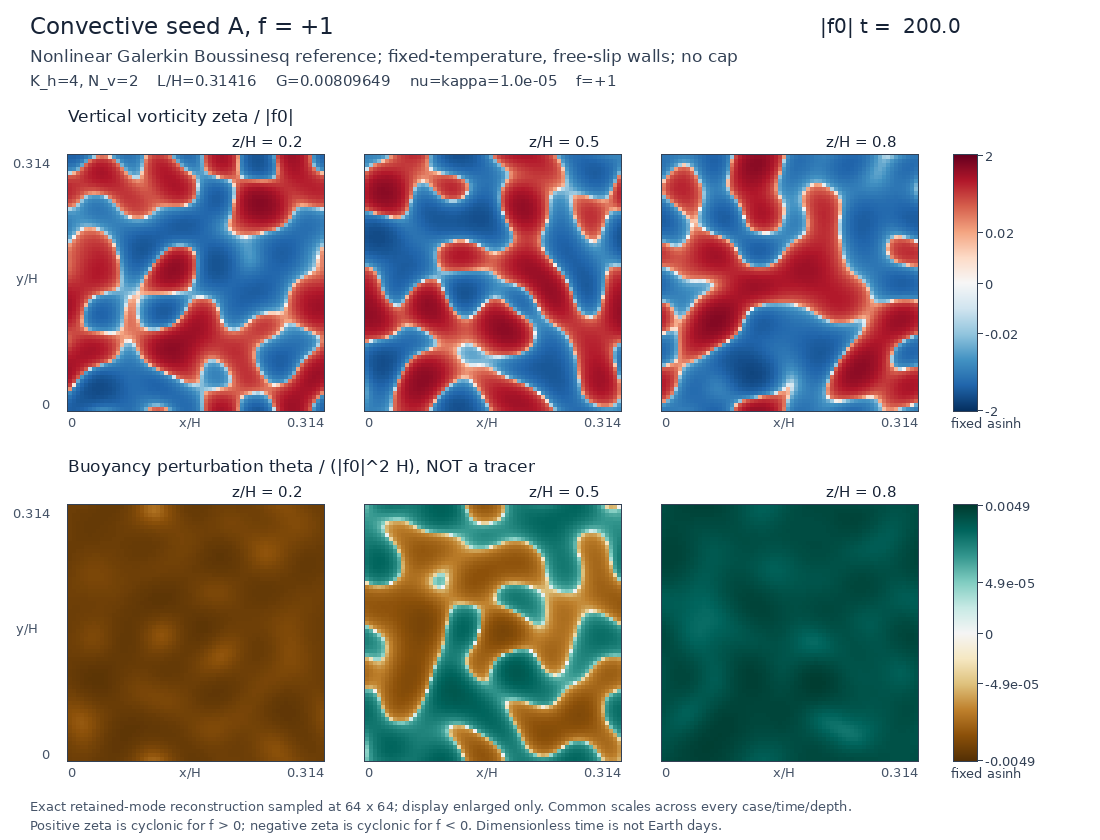 Convective seed A, f = +1
|f0| t =  200.0
Nonlinear Galerkin Boussinesq reference; fixed-temperature, free-slip walls; no cap
K_h=4, N_v=2    L/H=0.31416    G=0.00809649    nu=kappa=1.0e-05    f=+1
Vertical vorticity zeta / |f0|
z/H = 0.2
z/H = 0.5
z/H = 0.8
0.314
y/H
0
0
x/H
0.314
0
x/H
0.314
0
x/H
0.314
2
0.02
0
-0.02
-2
fixed asinh
Buoyancy perturbation theta / (|f0|^2 H), NOT a tracer
z/H = 0.2
z/H = 0.5
z/H = 0.8
0.314
y/H
0
0
x/H
0.314
0
x/H
0.314
0
x/H
0.314
0.0049
4.9e-05
0
-4.9e-05
-0.0049
fixed asinh
Exact retained-mode reconstruction sampled at 64 x 64; display enlarged only. Common scales across every case/time/depth.
Positive zeta is cyclonic for f > 0; negative zeta is cyclonic for f < 0. Dimensionless time is not Earth days.